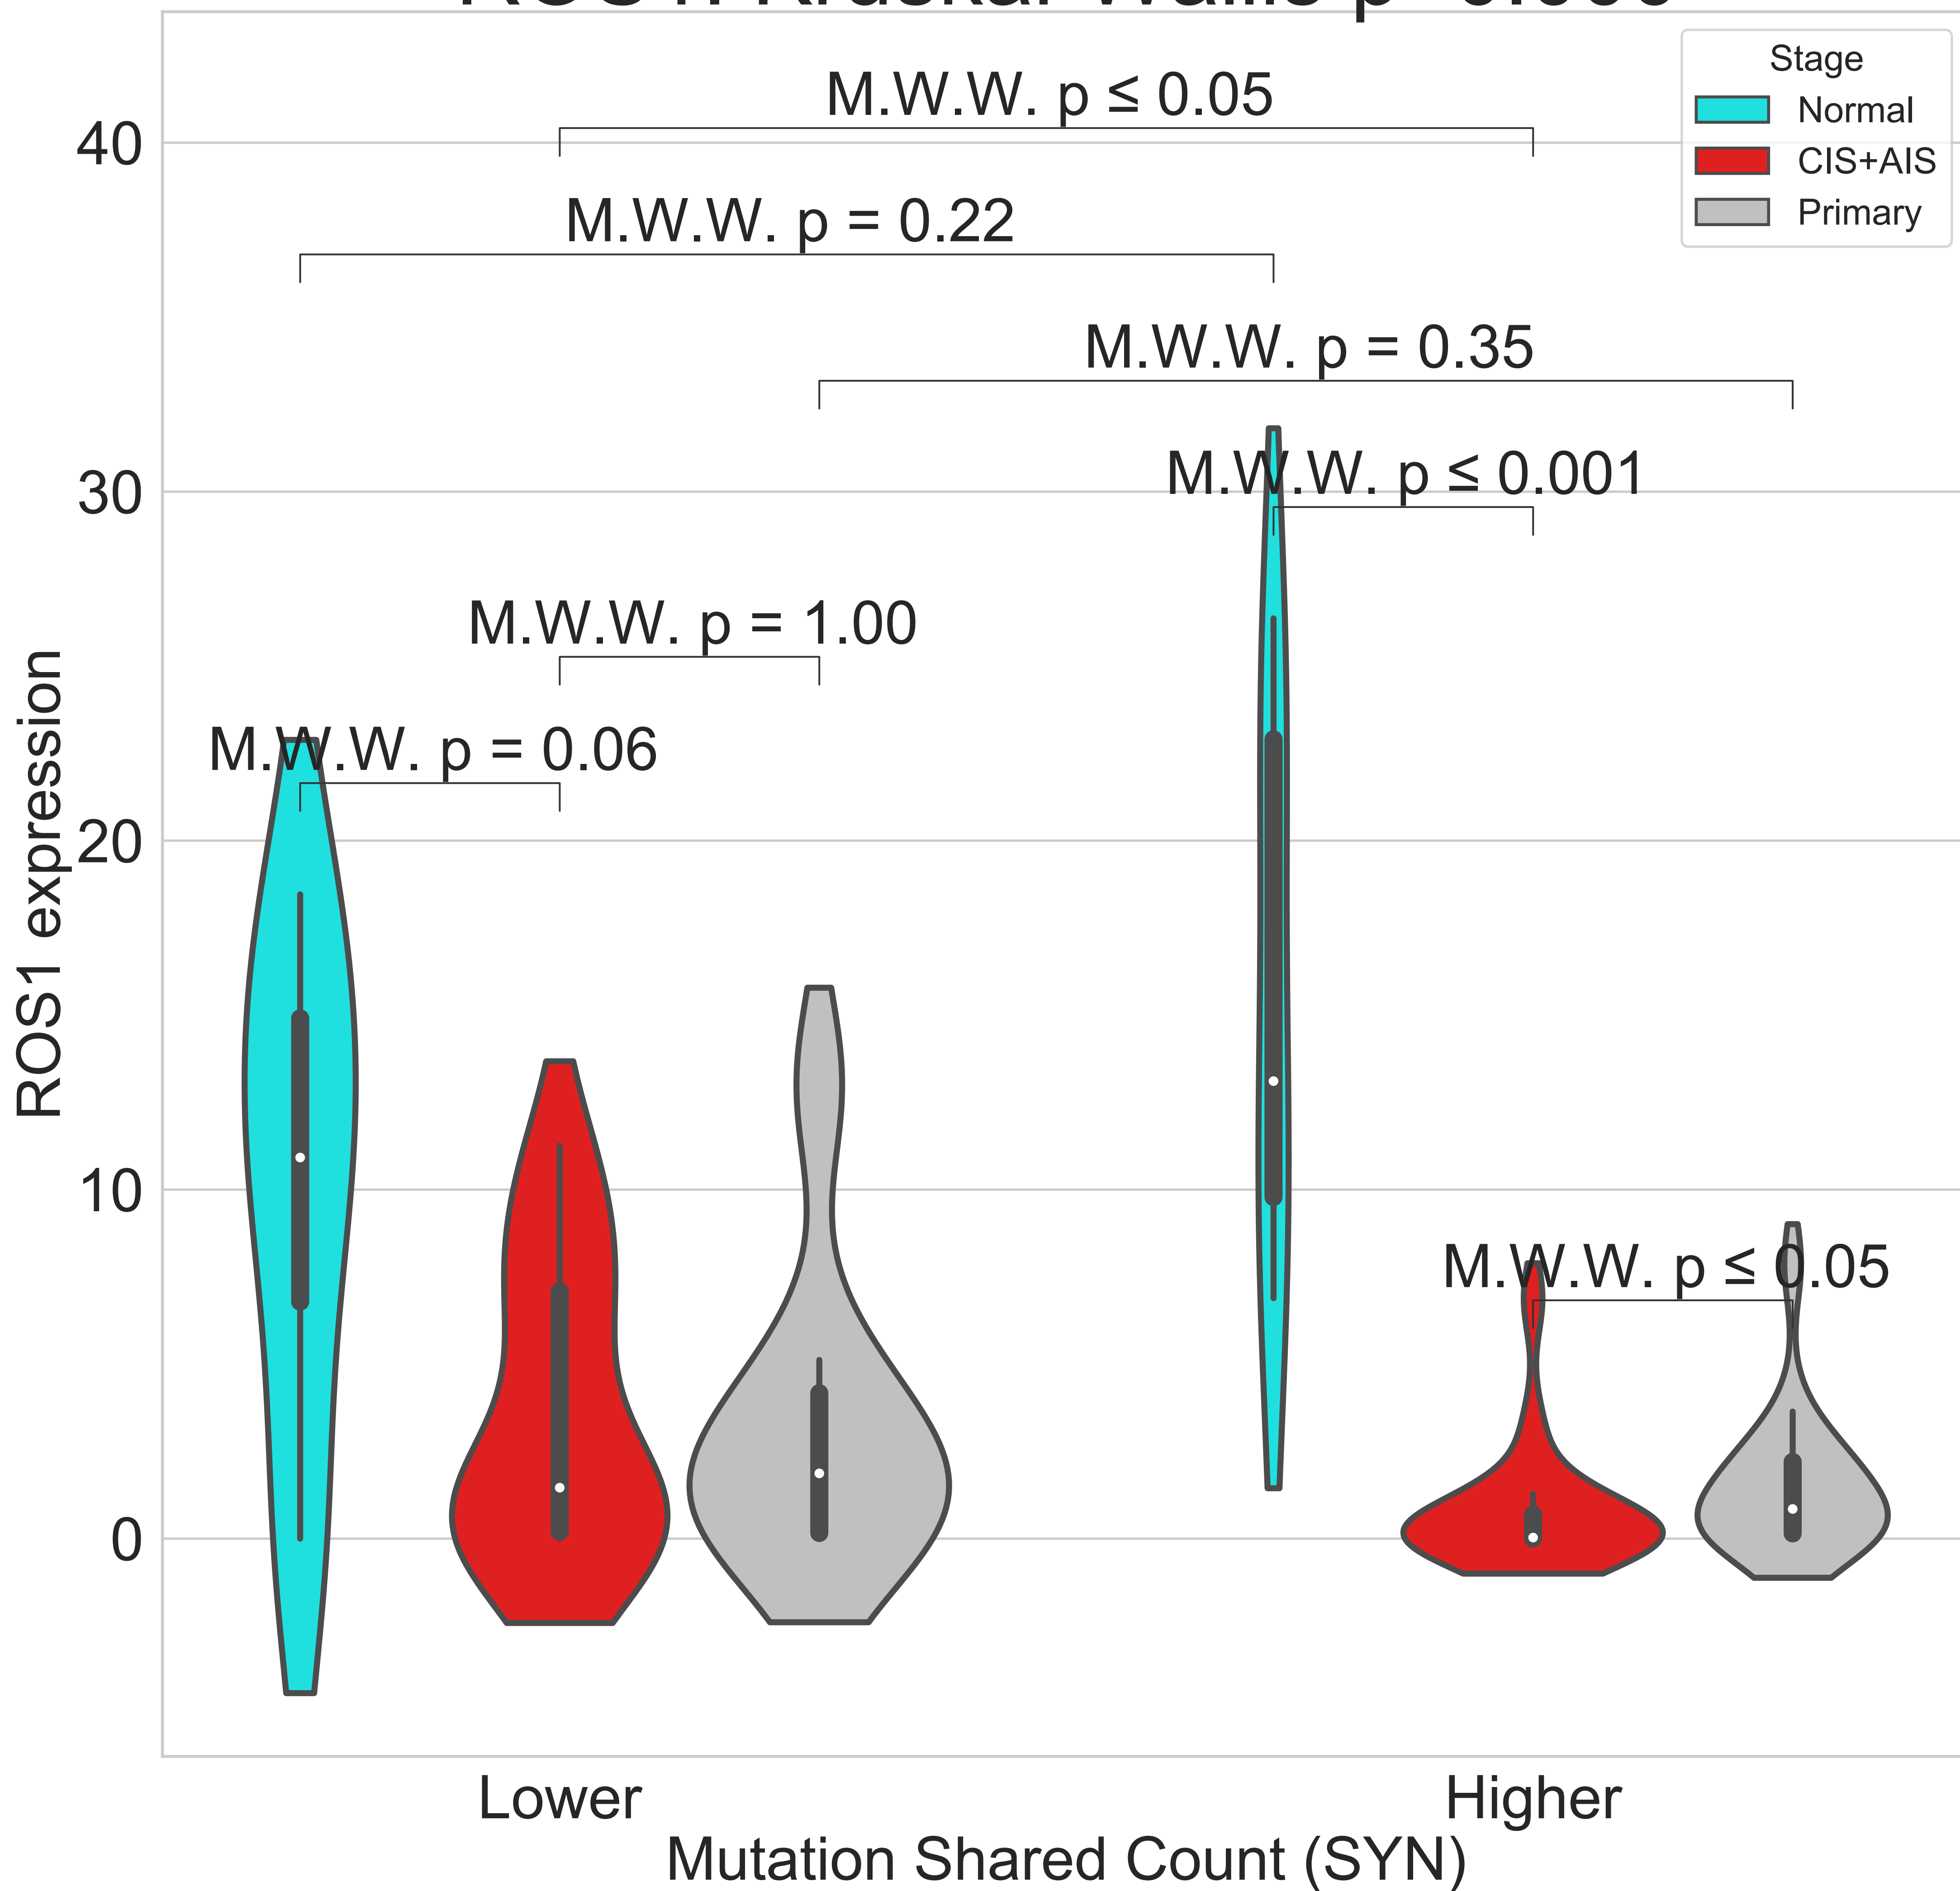 Stage
Normal
CIS+AIS
Primary
M.W.W. p ≤ 0.05
M.W.W. p = 0.22
M.W.W. p = 0.35
M.W.W. p ≤ 0.001
M.W.W. p = 1.00
M.W.W. p = 0.06
M.W.W. p ≤ 0.05
40
30
20
10
0
ROS1 expression
Lower
Higher
Mutation Shared Count (SYN)